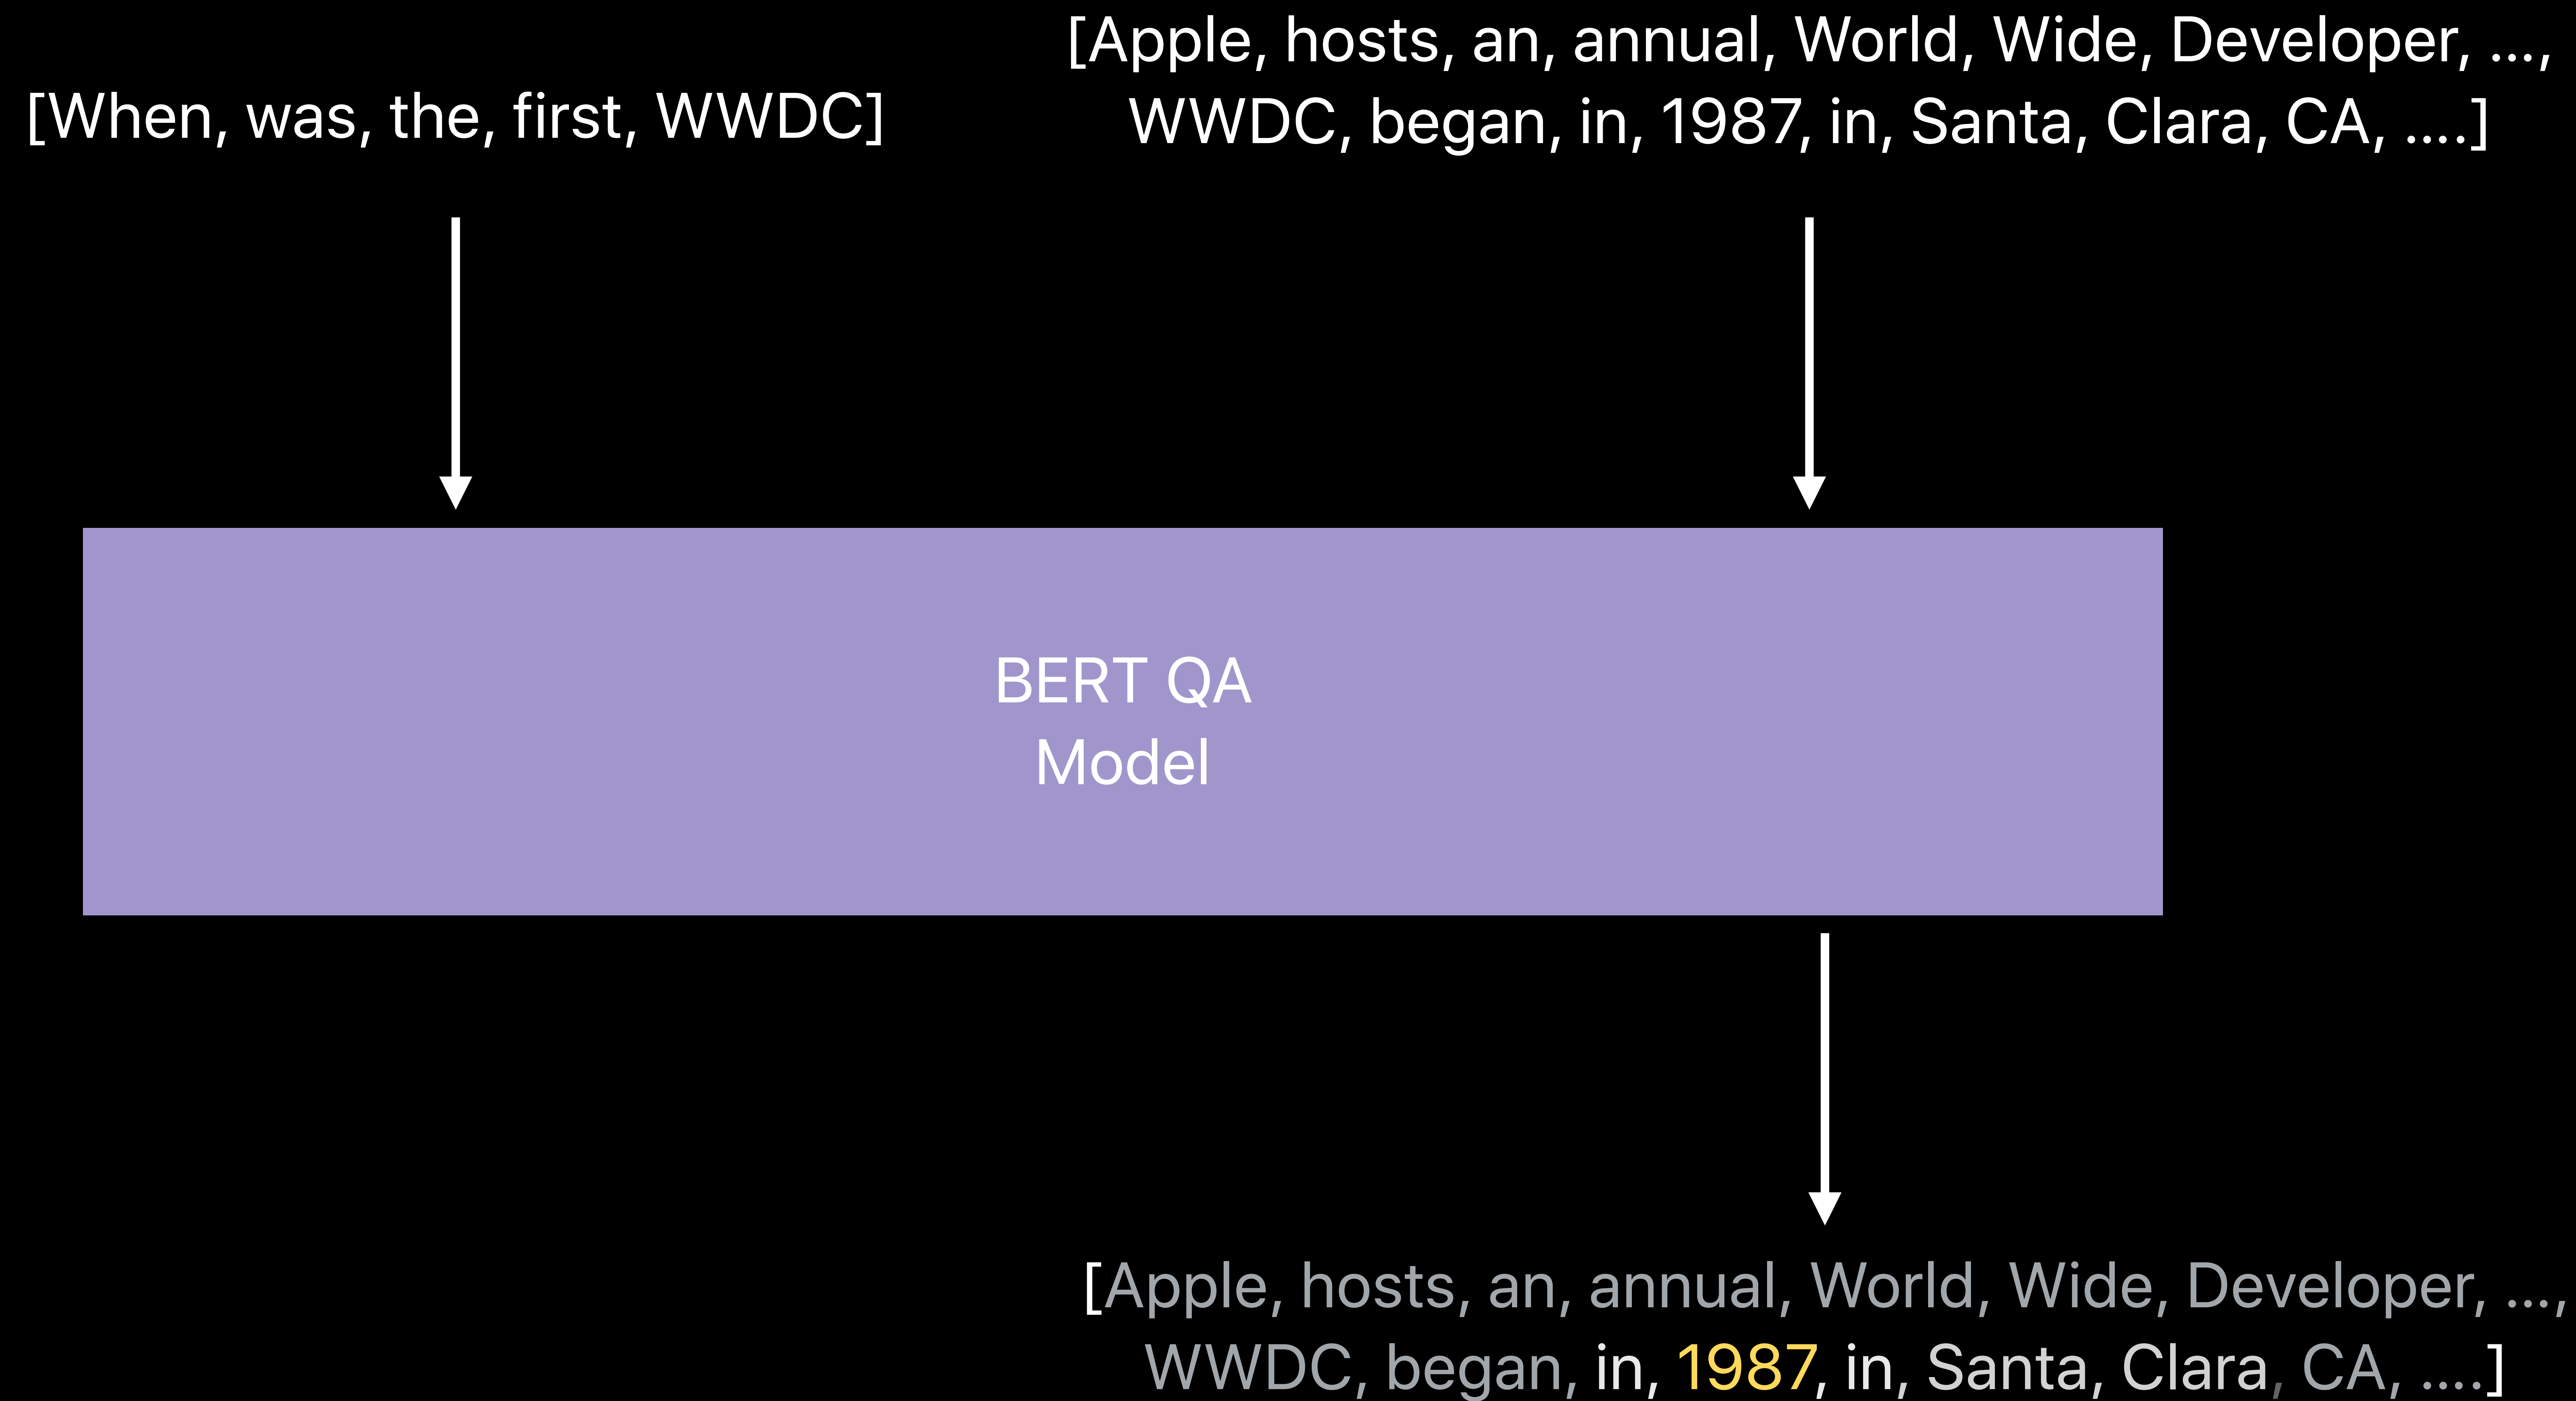 [When, was, the, first, WWDC]
[Apple, hosts, an, annual, World, Wide, Developer, ...,
WWDC, began, in, 1987, in, Santa, Clara, CA, ....]
BERT QA
Model
[Apple, hosts, an, annual, World, Wide, Developer, ...,
WWDC, began, in, 1987, in, Santa, Clara, CA, ....]